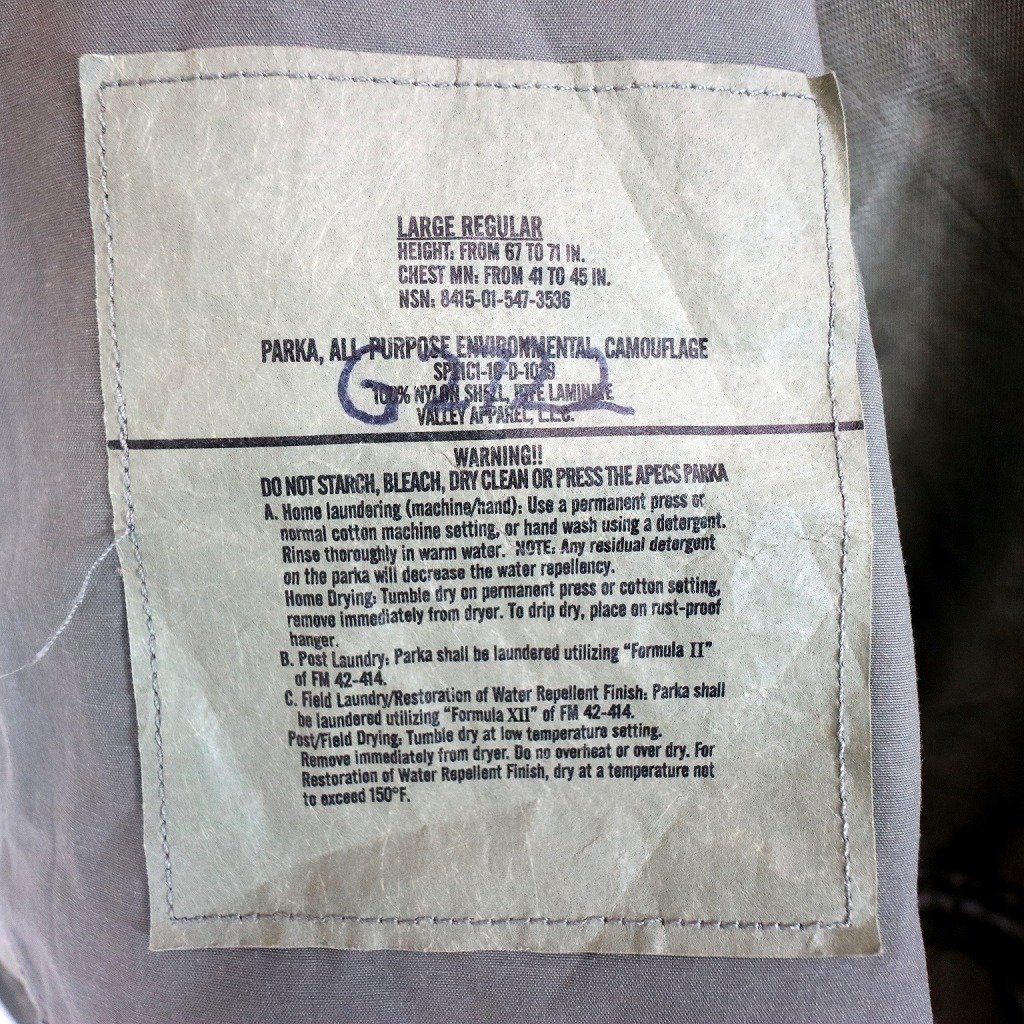 LARGE REGULAR
HEIGHT: FROM 67 TO 71 IN.
CHEST MN: FROM 41 TO 45 IN.
NSN: 8415-01-547-3536
PARKA, ALL PURPOSE ENVIRONMENTAL CAMOUFLAGE
100% NYLON SHELL, LAMINATE
VALLEY APPAREL, L.L.C.
WARNING!!
DO NOT STARCH, BLEACH, DRY CLEAN OR PRESS THE APECS PARKA
A. Home laundering (machine/hand): Use a permanent press or
normal cotton machine setting, or hand wash using a detergent.
Rinse thoroughly in warm water. NOTE: Any residual detergent
on the parka will decrease the water repellency.
Home Drying: Tumble dry on permanent press or cotton setting,
remove immediately from dryer. To drip dry, place on rust-proof
hanger.
B. Post Laundry: Parka shall be laundered utilizing "Formula II"
of FM 42-414.
C. Field Laundry/Restoration of Water Repellent Finish: Parka shall
be laundered utilizing "Formula XII" of FM 42-414.
Post/Field Drying: Tumble dry at low temperature setting.
Remove immediately from dryer. Do no overheat or over dry. For
Restoration of Water Repellent Finish, dry at a temperature not
to exceed 150°F.